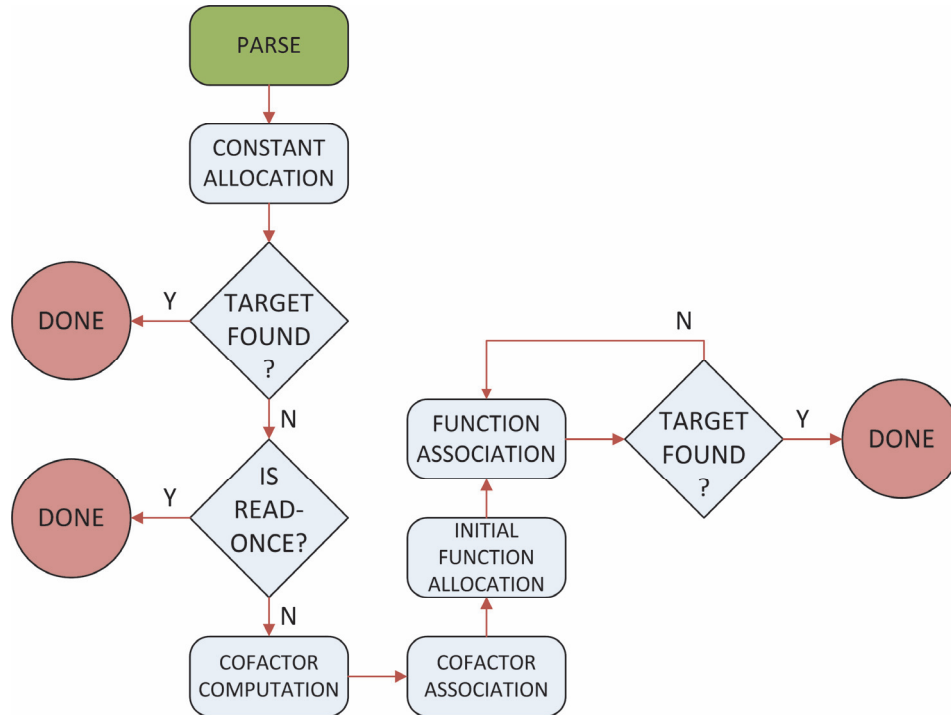 PARSE
CONSTANT
ALLOCATION
TARGET
FOUND
?
Y
DONE
N
IS
READ-
ONCE?
Y
DONE
N
COFACTOR
COMPUTATION
COFACTOR
ASSOCIATION
INITIAL
FUNCTION
ALLOCATION
FUNCTION
ASSOCIATION
TARGET
FOUND
?
N
Y
DONE